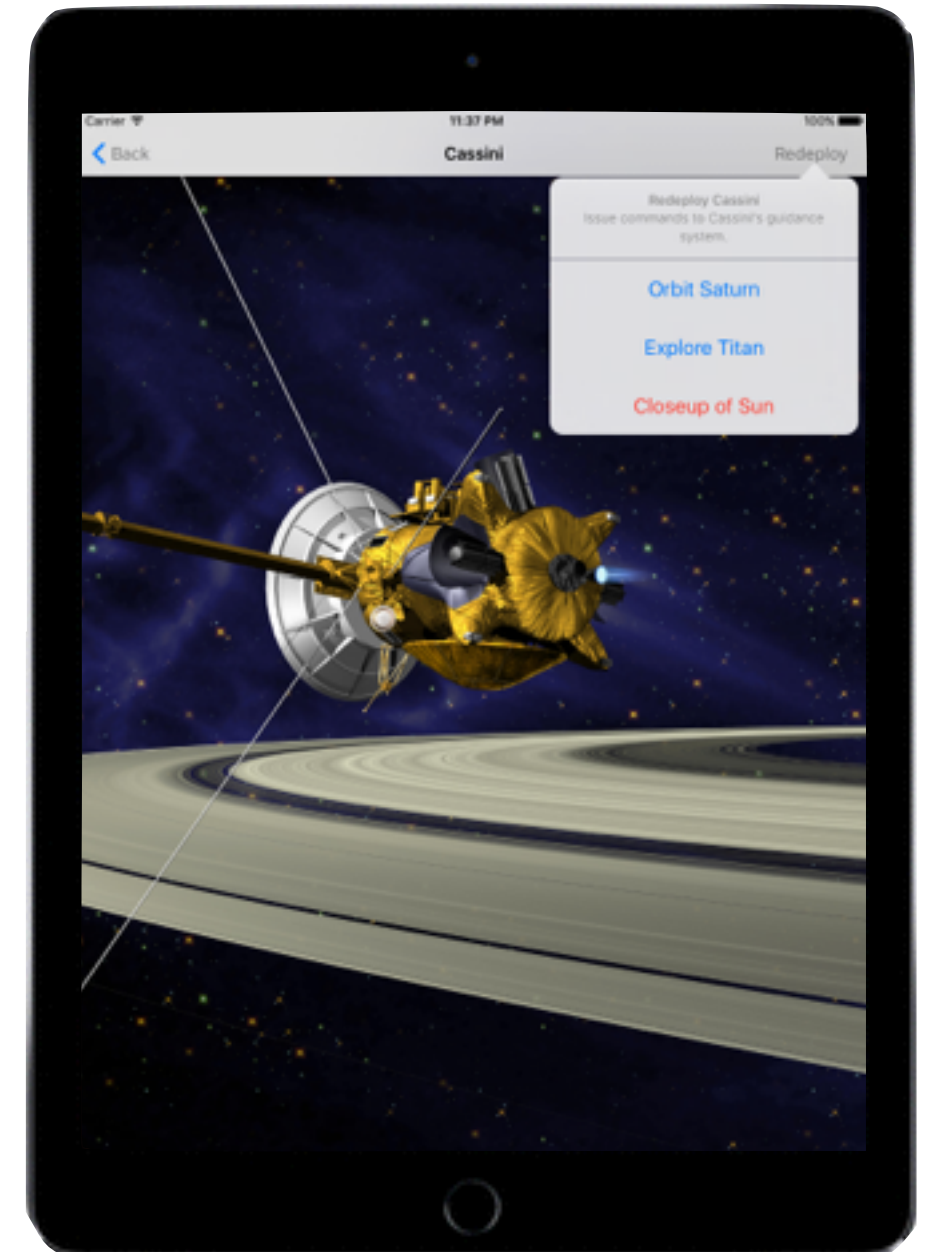 Carrier 11:37 PM 100%
Back Cassini Redeploy
Redeploy Cassini
Issue commands to Cassini's guidance
system.
Orbit Saturn
Explore Titan
Closeup of Sun